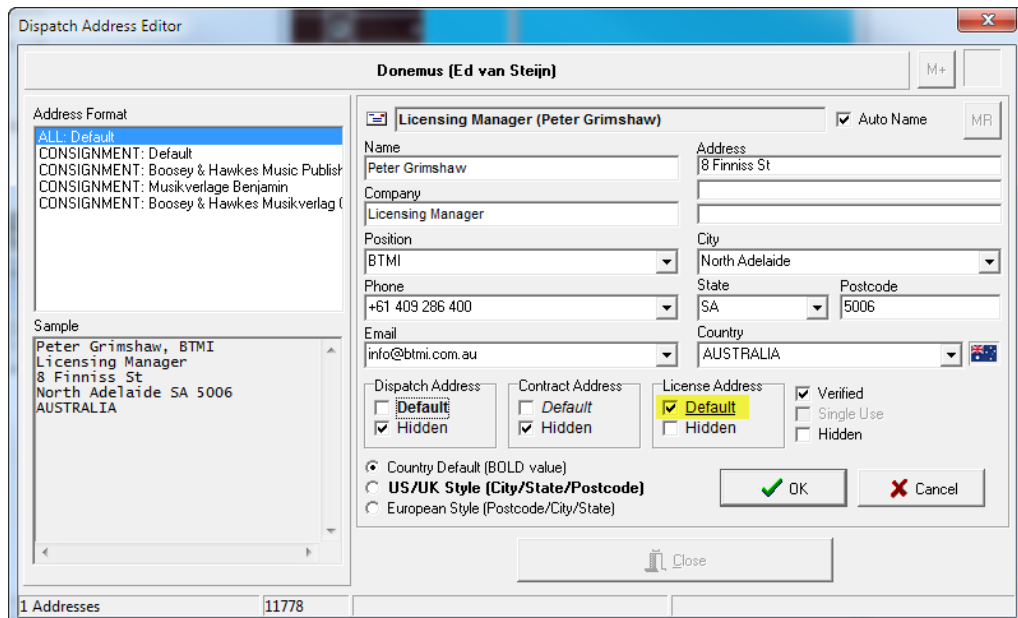 Dispatch Address Editor
Donemus (Ed van Steijn)
M+
Address Format
ALL: Default
CONSIGNMENT: Default
CONSIGNMENT: Boosey & Hawkes Music Publish
CONSIGNMENT: Musikverlage Benjamin
CONSIGNMENT: Boosey & Hawkes Musikverlag (
Sample
Peter Grimshaw, BTMI
Licensing Manager
8 Finniss St
North Adelaide SA 5006
AUSTRALIA
Licensing Manager (Peter Grimshaw)
Auto Name
MR
Name
Peter Grimshaw
Company
Licensing Manager
Position
BTMI
Phone
+61 409 286 400
Email
info@btmi.com.au
Address
8 Finniss St
City
North Adelaide
State
SA
Postcode
5006
Country
AUSTRALIA
Dispatch Address
Default
Hidden
Contract Address
Default
Hidden
License Address
Default
Hidden
Verified
Single Use
Hidden
Country Default (BOLD value)
US/UK Style (City/State/Postcode)
European Style (Postcode/City/State)
OK
Cancel
Close
1 Addresses
11778